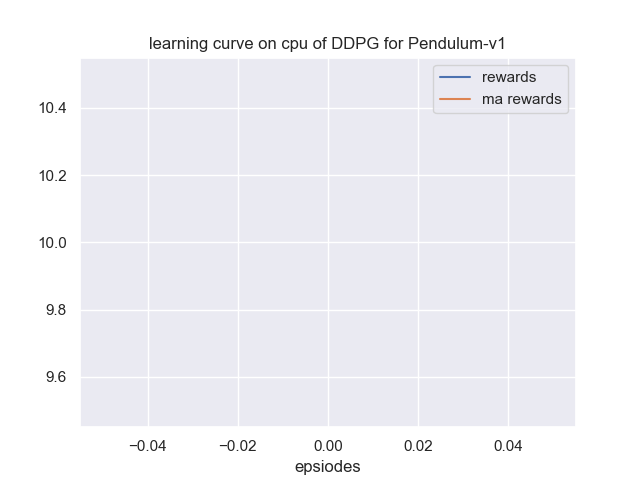 learning curve on cpu of DDPG for Pendulum-v1
rewards
ma rewards
10.4
10.2
10.0
9.8
9.6
−0.04 −0.02 0.00 0.02 0.04
epsiodes